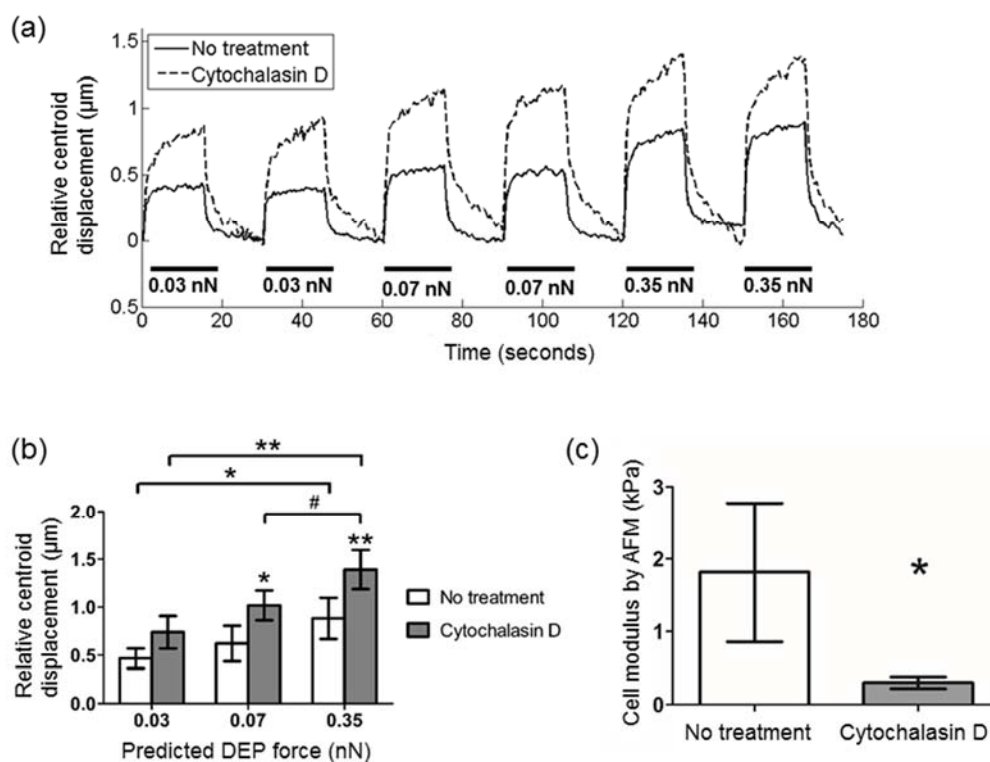 (a)
Relative centroid
displacement (µm)
1.5
1
0.5
0
0.5
No treatment
Cytochalasin D
0.03 nN 0.03 nN 0.07 nN 0.07 nN 0.35 nN 0.35 nN
0 20 40 60 80 100 120 140 160 180
Time (seconds)
(b)
Relative centroid
displacement (µm)
2.0
1.5
1.0
0.5
0.0
**
*
#
*
**
0.03 0.07 0.35
Predicted DEP force (nN)
No treatment
Cytochalasin D
(c)
Cell modulus by AFM (kPa)
3
2
1
0
*
No treatment Cytochalasin D